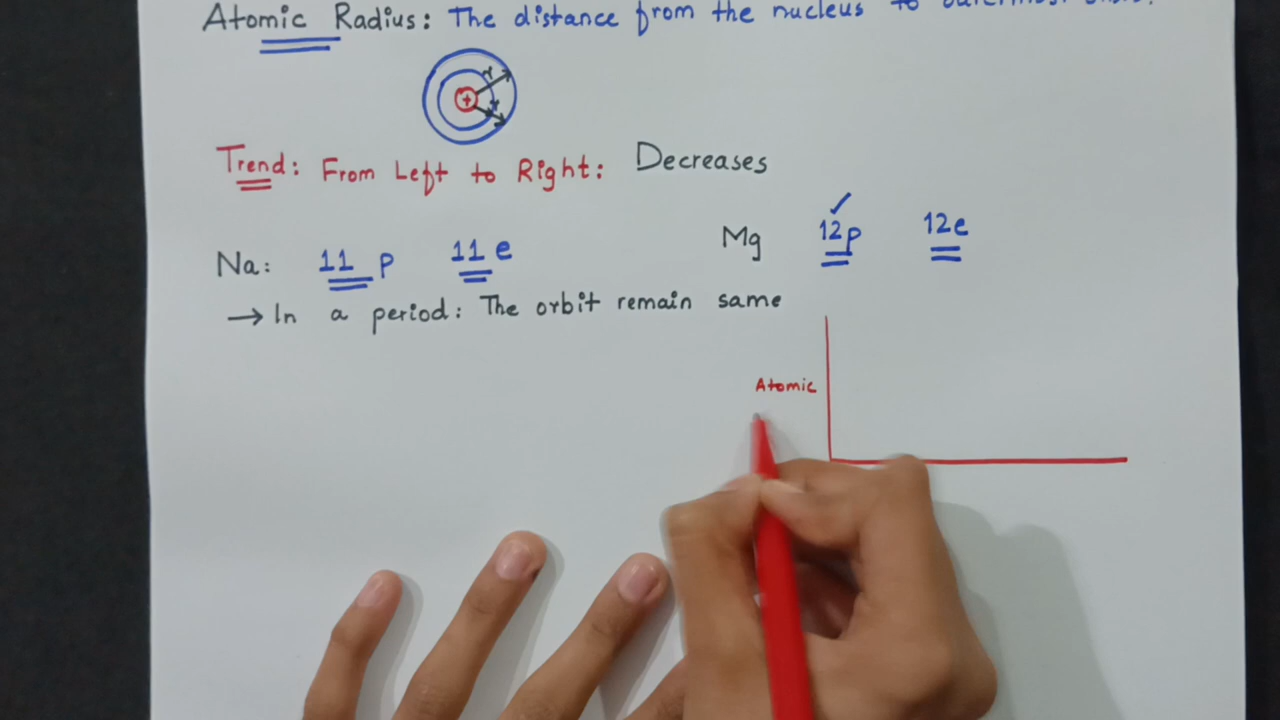 Atomic Radius: The distance from the nucleus to outermost
+
r
r
Trend: From Left to Right: Decreases
Na: 11 p 11 e Mg 12p 12e
→ In a period: The orbit remain same
Atomic